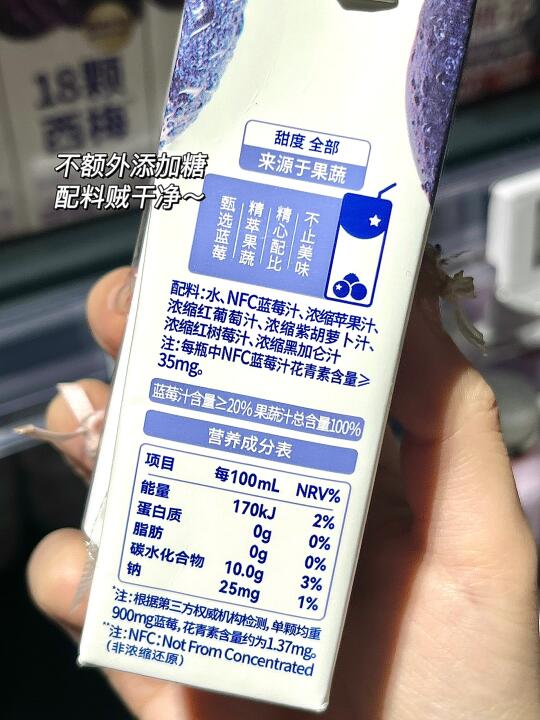 18颗
西梅
不额外添加糖
配料贼干净～
甜度 全部
来源于果蔬
不止美味
精心配比
精萃果蔬
甄选蓝莓
配料:水、NFC蓝莓汁、浓缩苹果汁、
浓缩红葡萄汁、浓缩紫胡萝卜汁、
浓缩红树莓汁、浓缩黑加仑汁
注:每瓶中NFC蓝莓汁花青素含量≥
35mg。
蓝莓汁含量≥20% 果蔬汁总含量100%
营养成分表
项目 每100mL NRV%
能量 170kJ 2%
蛋白质 0g 0%
脂肪 0g 0%
碳水化合物 10.0g 3%
钠 25mg 1%
*注:根据第三方权威机构检测,单颗均重
900mg蓝莓,花青素含量约为1.37mg。
**注:NFC:Not From Concentrated
(非浓缩还原)